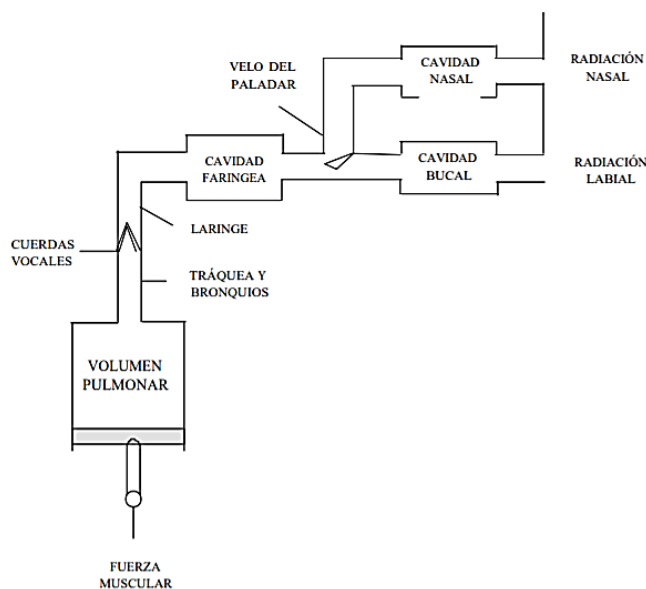 VELO DEL
PALADAR
CAVIDAD
NASAL
RADIACIÓN
NASAL
CAVIDAD
FARINGEA
CAVIDAD
BUCAL
RADIACIÓN
LABIAL
LARINGE
CUERDAS
VOCALES
TRÁQUEA Y
BRONQUIOS
VOLUMEN
PULMONAR
FUERZA
MUSCULAR